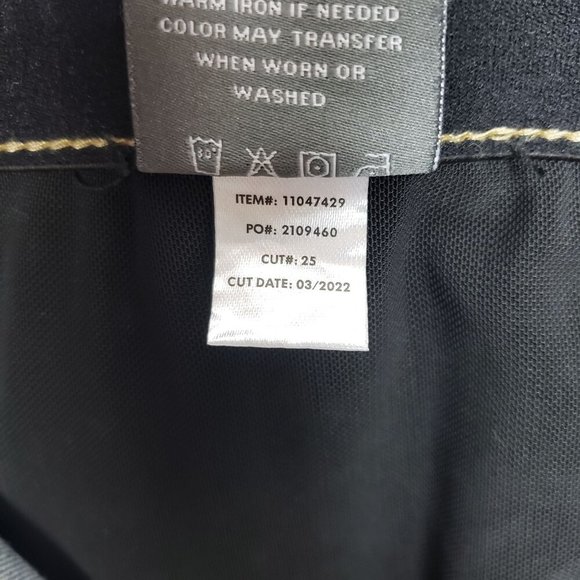 WARM IRON IF NEEDED
COLOR MAY TRANSFER
WHEN WORN OR
WASHED
ITEM#: 11047429
PO#: 2109460
CUT#: 25
CUT DATE: 03/2022